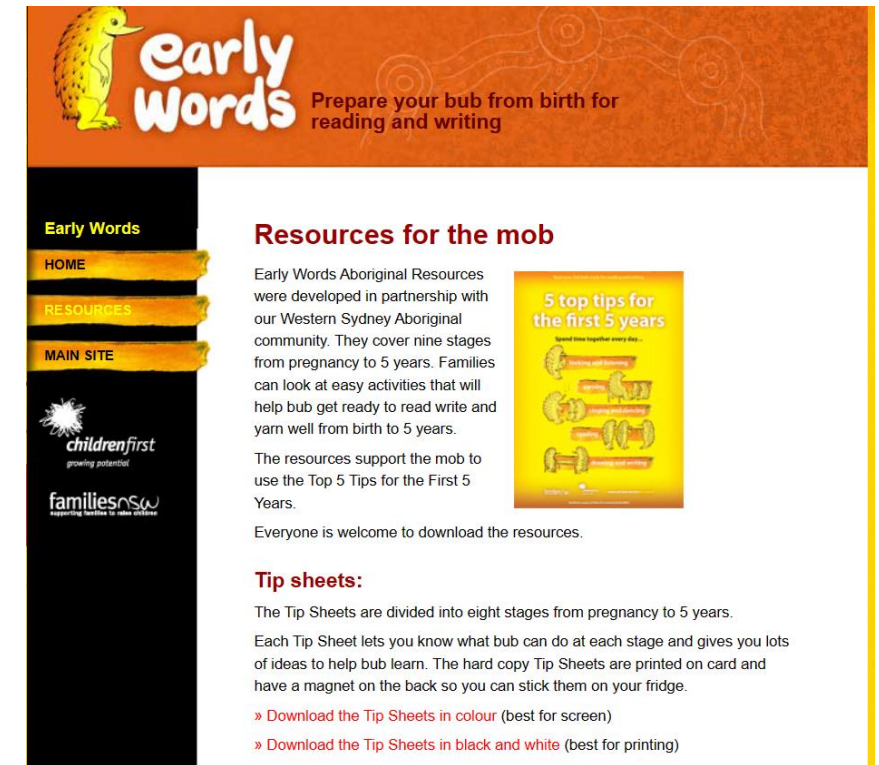 early
Words
Prepare your bub from birth for
reading and writing
Early Words
HOME
RESOURCES
MAIN SITE
childrenfirst
growing potential
familiesnsw
supporting families to raise children
Resources for the mob
Early Words Aboriginal Resources
were developed in partnership with
our Western Sydney Aboriginal
community. They cover nine stages
from pregnancy to 5 years. Families
can look at easy activities that will
help bub get ready to read write and
yarn well from birth to 5 years.
The resources support the mob to
use the Top 5 Tips for the First 5
Years.
Everyone is welcome to download the resources.
5 top tips for
the first 5 years
Spend time together every day...
talking and listening
singing and dancing
drawing and writing
Tip sheets:
The Tip Sheets are divided into eight stages from pregnancy to 5 years.
Each Tip Sheet lets you know what bub can do at each stage and gives you lots
of ideas to help bub learn. The hard copy Tip Sheets are printed on card and
have a magnet on the back so you can stick them on your fridge.
» Download the Tip Sheets in colour (best for screen)
» Download the Tip Sheets in black and white (best for printing)